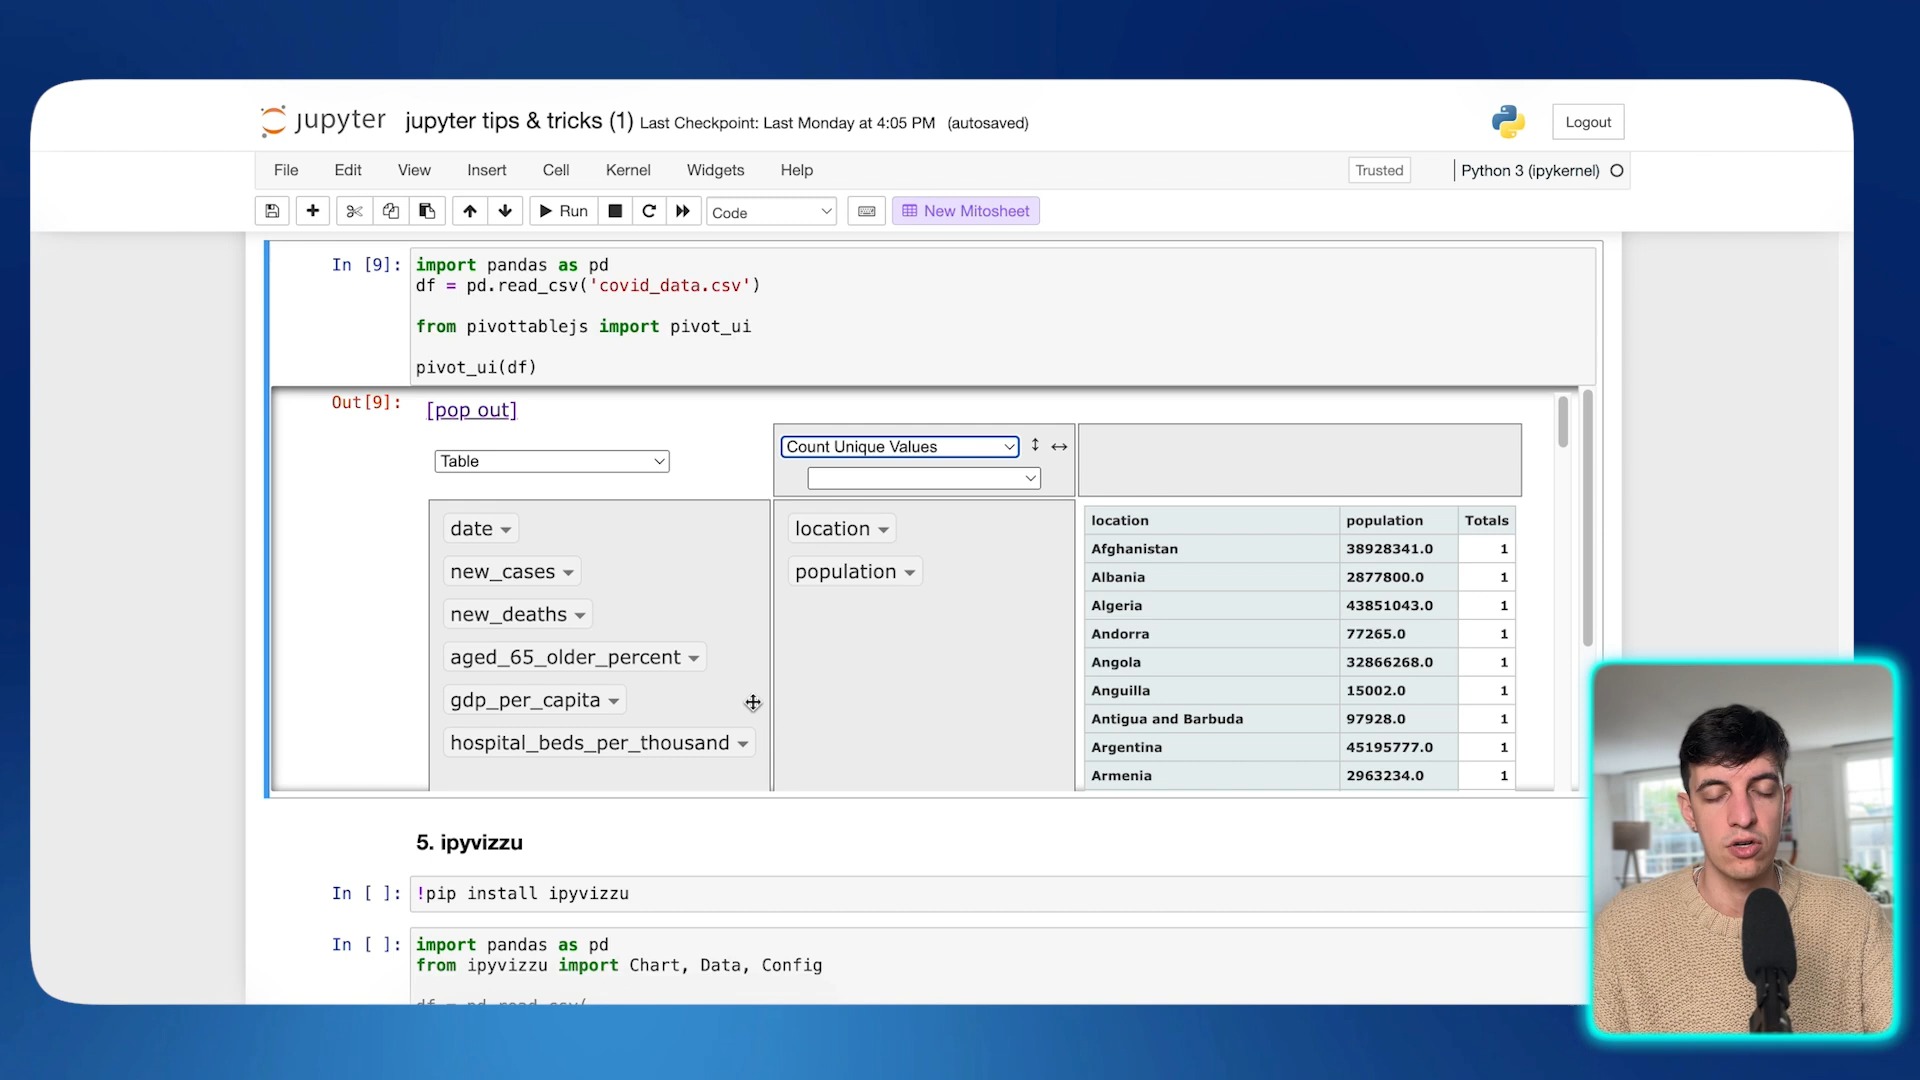 jupyter jupyter tips & tricks (1) Last Checkpoint: Last Monday at 4:05 PM (autosaved)
Logout
File Edit View Insert Cell Kernel Widgets Help
Trusted
Python 3 (ipykernel)
Run
Code
New Mitosheet
In [9]:
import pandas as pd
df = pd.read_csv('covid_data.csv')
from pivottablejs import pivot_ui
pivot_ui(df)
Out[9]:
[pop out]
Table
Count Unique Values
date
new_cases
new_deaths
aged_65_older_percent
gdp_per_capita
hospital_beds_per_thousand
location
population
location population Totals
Afghanistan 38928341.0 1
Albania 2877800.0 1
Algeria 43851043.0 1
Andorra 77265.0 1
Angola 32866268.0 1
Anguilla 15002.0 1
Antigua and Barbuda 97928.0 1
Argentina 45195777.0 1
Armenia 2963234.0 1
5. ipyvizzu
In [ ]:
!pip install ipyvizzu
In [ ]:
import pandas as pd
from ipyvizzu import Chart, Data, Config
df = pd.read_csv(